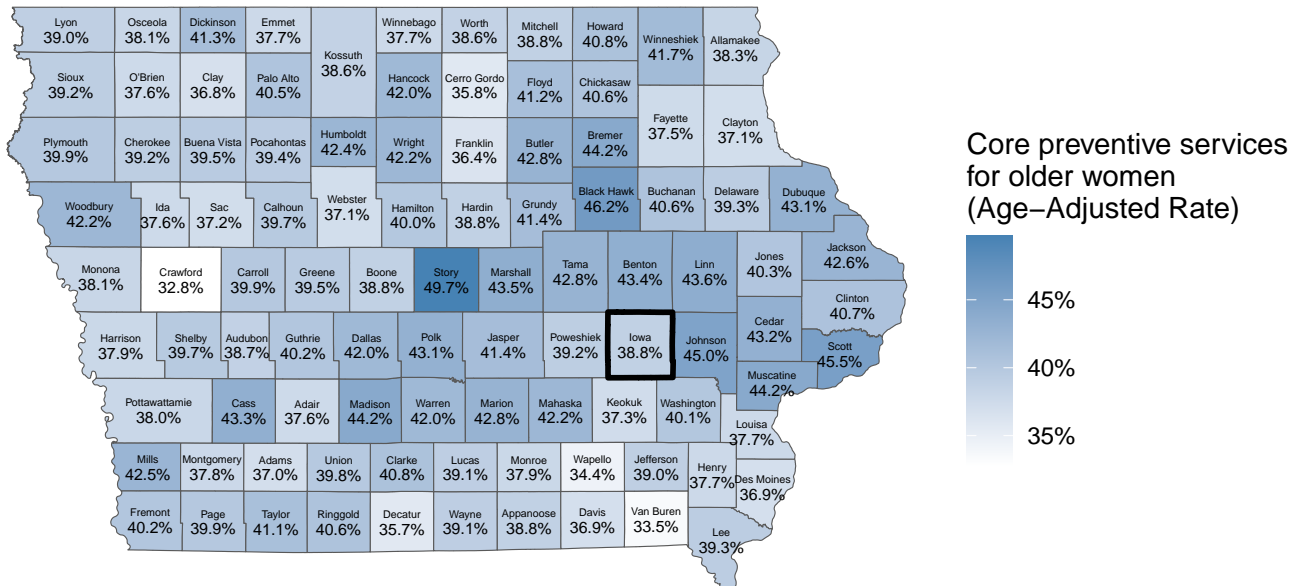 Lyon
39.0%
Osceola
38.1%
Dickinson
41.3%
Emmet
37.7%
Kossuth
38.6%
Winnebago
37.7%
Worth
38.6%
Mitchell
38.8%
Howard
40.8%
Winneshiek
41.7%
Allamakee
38.3%
Sioux
39.2%
O'Brien
37.6%
Clay
36.8%
Palo Alto
40.5%
Hancock
42.0%
Cerro Gordo
35.8%
Floyd
41.2%
Chickasaw
40.6%
Fayette
37.5%
Clayton
37.1%
Plymouth
39.9%
Cherokee
39.2%
Buena Vista
39.5%
Pocahontas
39.4%
Humboldt
42.4%
Wright
42.2%
Franklin
36.4%
Butler
42.8%
Bremer
44.2%
Woodbury
42.2%
Ida
37.6%
Sac
37.2%
Calhoun
39.7%
Webster
37.1%
Hamilton
40.0%
Hardin
38.8%
Grundy
41.4%
Black Hawk
46.2%
Buchanan
40.6%
Delaware
39.3%
Dubuque
43.1%
Monona
38.1%
Crawford
32.8%
Carroll
39.9%
Greene
39.5%
Boone
38.8%
Story
49.7%
Marshall
43.5%
Tama
42.8%
Benton
43.4%
Linn
43.6%
Jones
40.3%
Jackson
42.6%
Clinton
40.7%
Harrison
37.9%
Shelby
39.7%
Audubon
38.7%
Guthrie
40.2%
Dallas
42.0%
Polk
43.1%
Jasper
41.4%
Poweshiek
39.2%
Iowa
38.8%
Johnson
45.0%
Cedar
43.2%
Scott
45.5%
Muscatine
44.2%
Pottawattamie
38.0%
Cass
43.3%
Adair
37.6%
Madison
44.2%
Warren
42.0%
Marion
42.8%
Mahaska
42.2%
Keokuk
37.3%
Washington
40.1%
Louisa
37.7%
Mills
42.5%
Montgomery
37.8%
Adams
37.0%
Union
39.8%
Clarke
40.8%
Lucas
39.1%
Monroe
37.9%
Wapello
34.4%
Jefferson
39.0%
Henry
37.7%
Des Moines
36.9%
Fremont
40.2%
Page
39.9%
Taylor
41.1%
Ringgold
40.6%
Decatur
35.7%
Wayne
39.1%
Appanoose
38.8%
Davis
36.9%
Van Buren
33.5%
Lee
39.3%
Core preventive services
for older women
(Age−Adjusted Rate)
45%
40%
35%